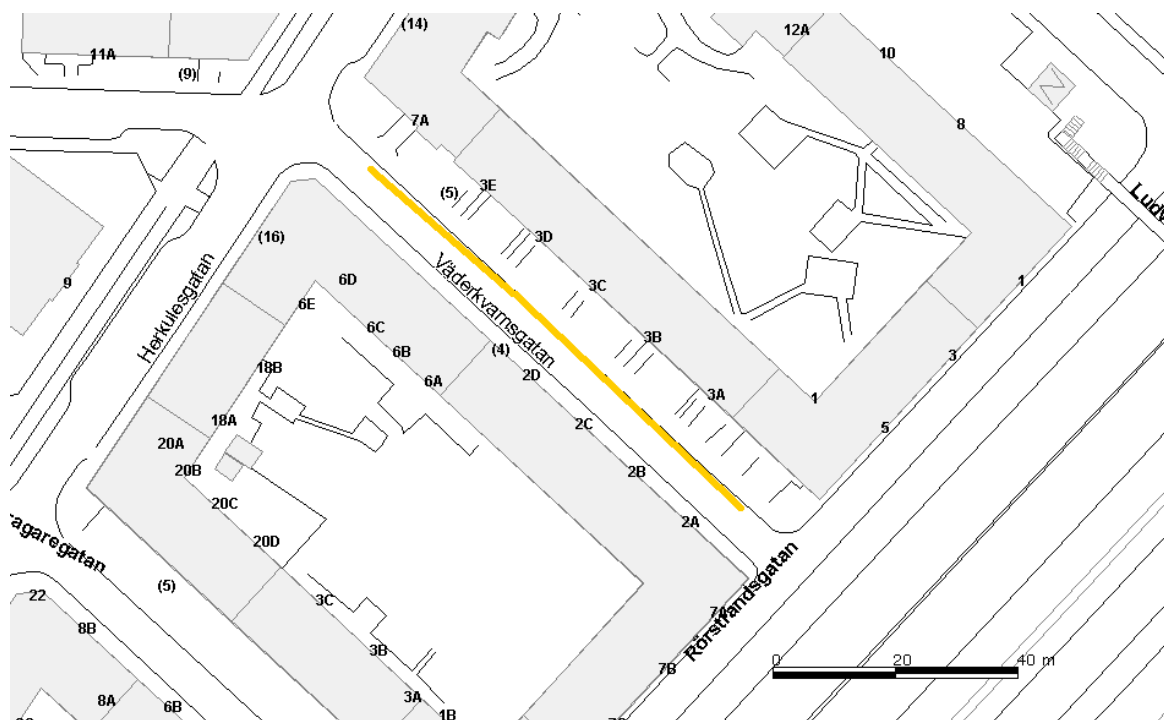 (14)
12A
10
11A
(9)
7A
8
(5)
3E
3D
(16)
6D
6E
9
Herkulesgatan
Väderkvarnsgatan
3C
1
6C
6B
6A
3B
(4)
2D
3
18B
3A
1
18A
2C
5
20A
20B
2B
20C
2A
20D
ragaregatan
(5)
3C
Rörstrandsgatan
22
8B
3B
7B
8A
6B
3A
1B
0 20 40 m